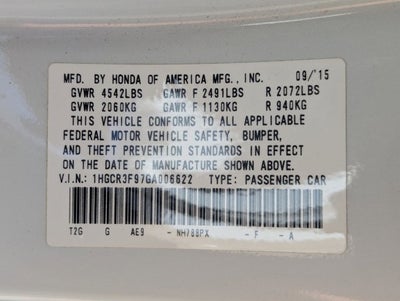 MFD. BY HONDA OF AMERICA MFG., INC. 09/'15
GVWR 4542LBS GAWR F 2491LBS R 2072LBS
GVWR 2060KG GAWR F 1130KG R 940KG
THIS VEHICLE CONFORMS TO ALL APPLICABLE
FEDERAL MOTOR VEHICLE SAFETY, BUMPER,
AND THEFT PREVENTION STANDARDS IN EFFECT
ON THE DATE OF MANUFACTURE SHOWN ABOVE.
V.I.N.: 1HGCR3F97GA006622 TYPE: PASSENGER CAR
T2G G AE9 - NH788PX - F - A